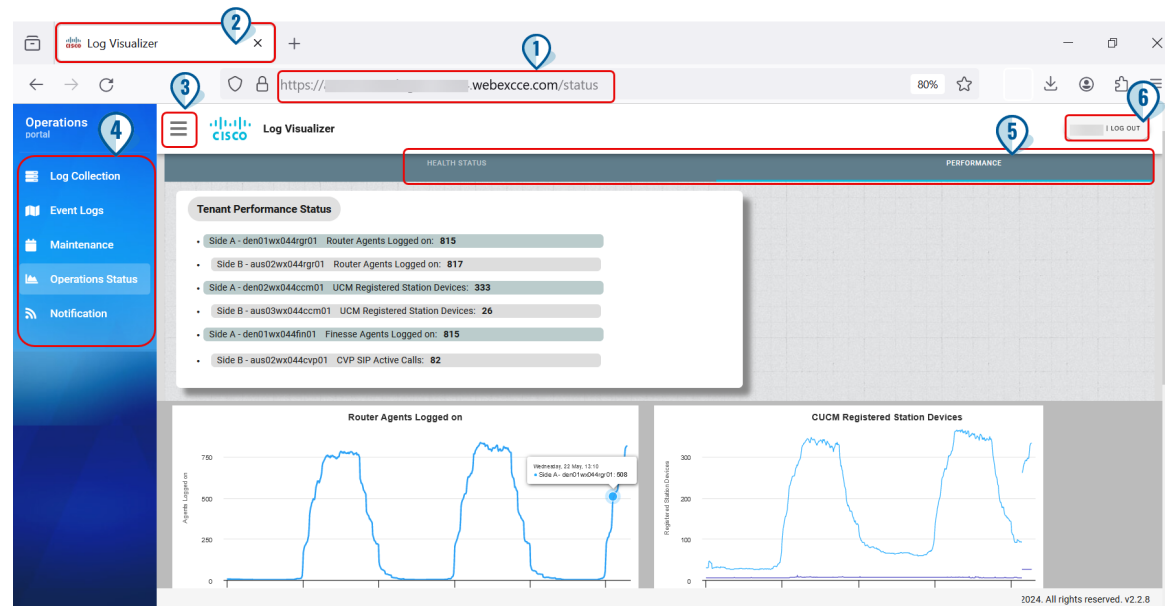 2
Log Visualizer
1
3
https://
.webexcce.com/status
80%
6
Operations
portal
4
CISCO
Log Visualizer
5
| LOG OUT
HEALTH STATUS
PERFORMANCE
Log Collection
Event Logs
Maintenance
Operations Status
Notification
Tenant Performance Status
• Side A - den01wx044rgr01 Router Agents Logged on: 815
• Side B - aus02wx044rgr01 Router Agents Logged on: 817
• Side A - den02wx044ccm01 UCM Registered Station Devices: 333
• Side B - aus03wx044ccm01 UCM Registered Station Devices: 26
• Side A - den01wx044fin01 Finesse Agents Logged on: 815
• Side B - aus02wx044cvp01 CVP SIP Active Calls: 82
Router Agents Logged on
Agents Logged on
750
500
250
0
Wednesday, 22 May, 13:10
• Side A - den01wx044rgr01: 508
CUCM Registered Station Devices
Registered Station Devices
300
200
100
0
2024. All rights reserved. v2.2.8